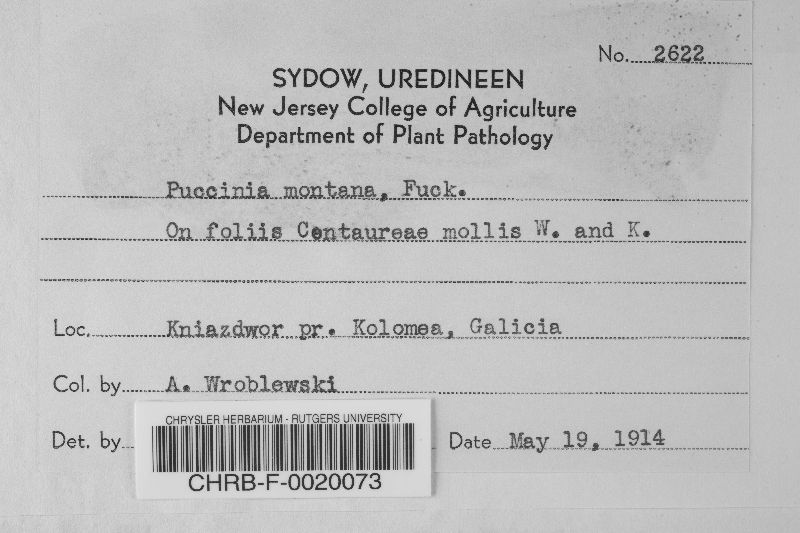 No. 2622
SYDOW, UREDINEEN
New Jersey College of Agriculture
Department of Plant Pathology
Puccinia montana, Fuck.
On foliis Centaureae mollis W. and K.
Loc. Kniazdwor pr. Kolomea, Galicia
Col. by A. Wroblewski
Det. by
Date May 19, 1914
CHRYSLER HERBARIUM - RUTGERS UNIVERSITY
CHRB-F-0020073